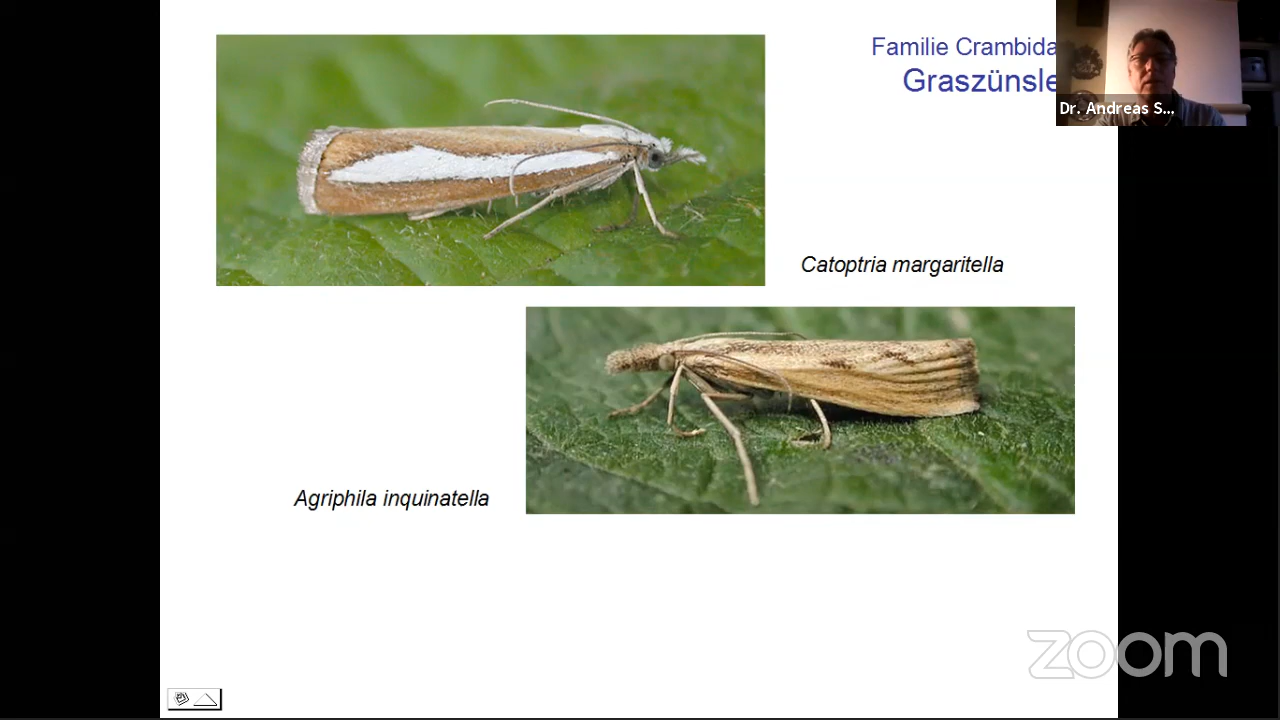 Familie Crambida
Graszünsle
Dr. Andreas S...
Catoptria margaritella
Agriphila inquinatella
zoom